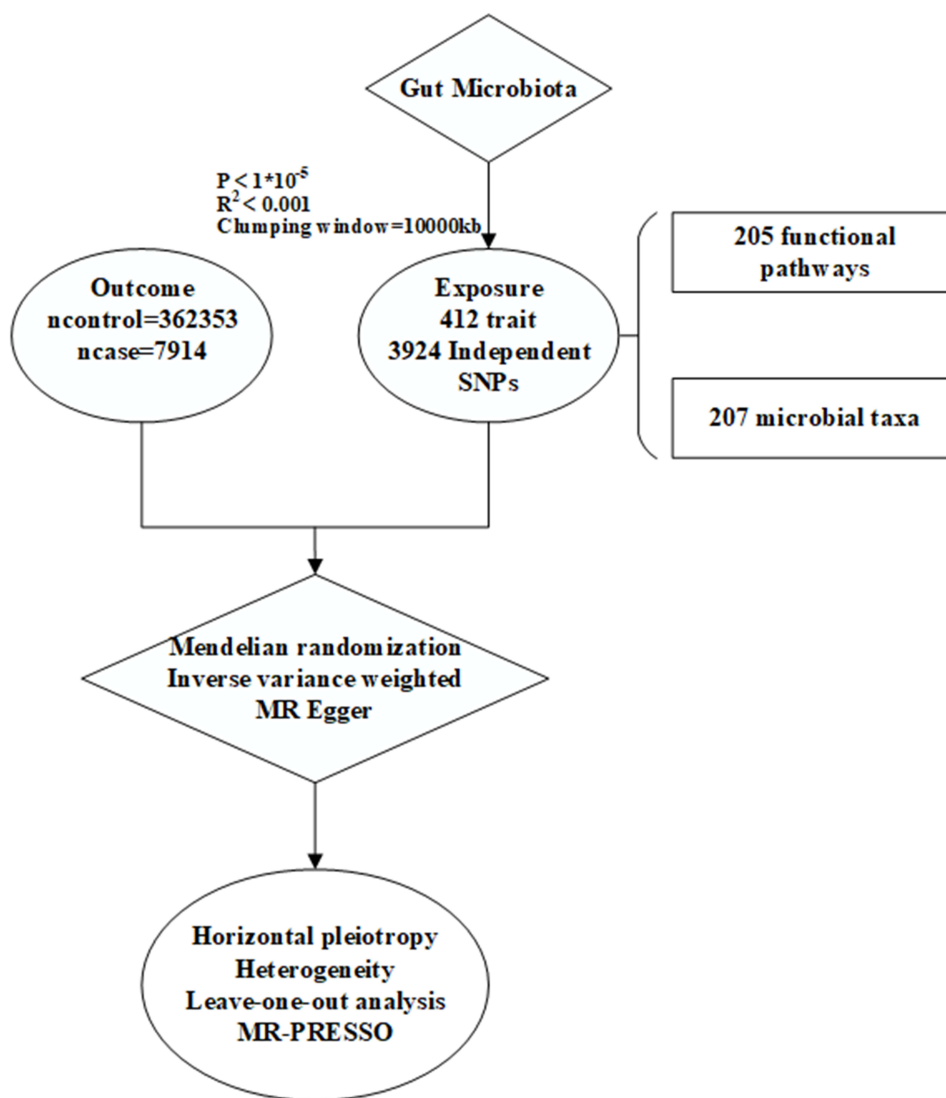 Gut Microbiota
P < 1*10⁻⁵
R² < 0.001
Clumping window=10000kb
Outcome
ncontrol=362353
ncase=7914
Exposure
412 trait
3924 Independent
SNPs
205 functional
pathways
207 microbial taxa
Mendelian randomization
Inverse variance weighted
MR Egger
Horizontal pleiotropy
Heterogeneity
Leave-one-out analysis
MR-PRESSO